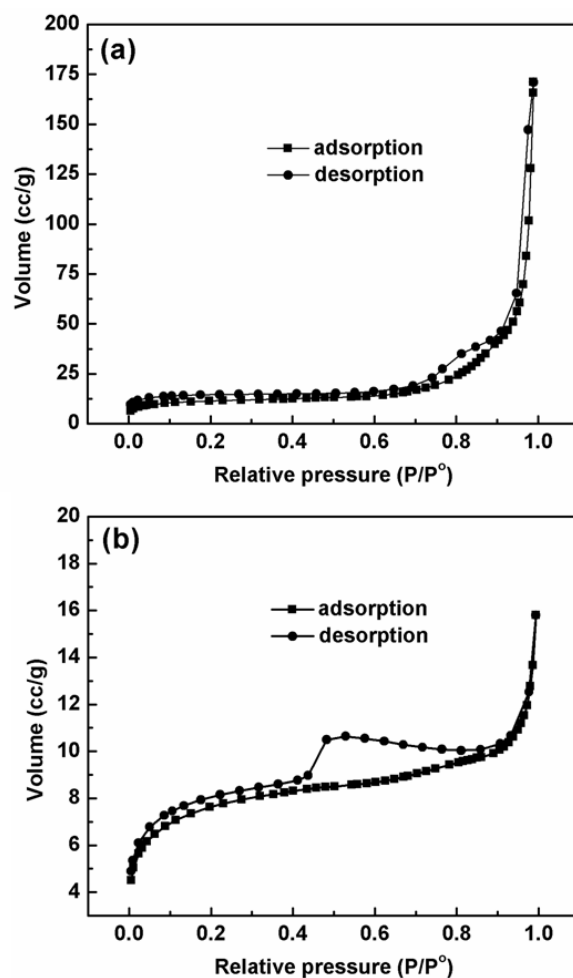 (a)
200
175
150
125
100
75
50
25
0
Volume (cc/g)
adsorption
desorption
0.0 0.2 0.4 0.6 0.8 1.0
Relative pressure (P/P°)
(b)
20
18
16
14
12
10
8
6
4
Volume (cc/g)
adsorption
desorption
0.0 0.2 0.4 0.6 0.8 1.0
Relative pressure (P/P°)